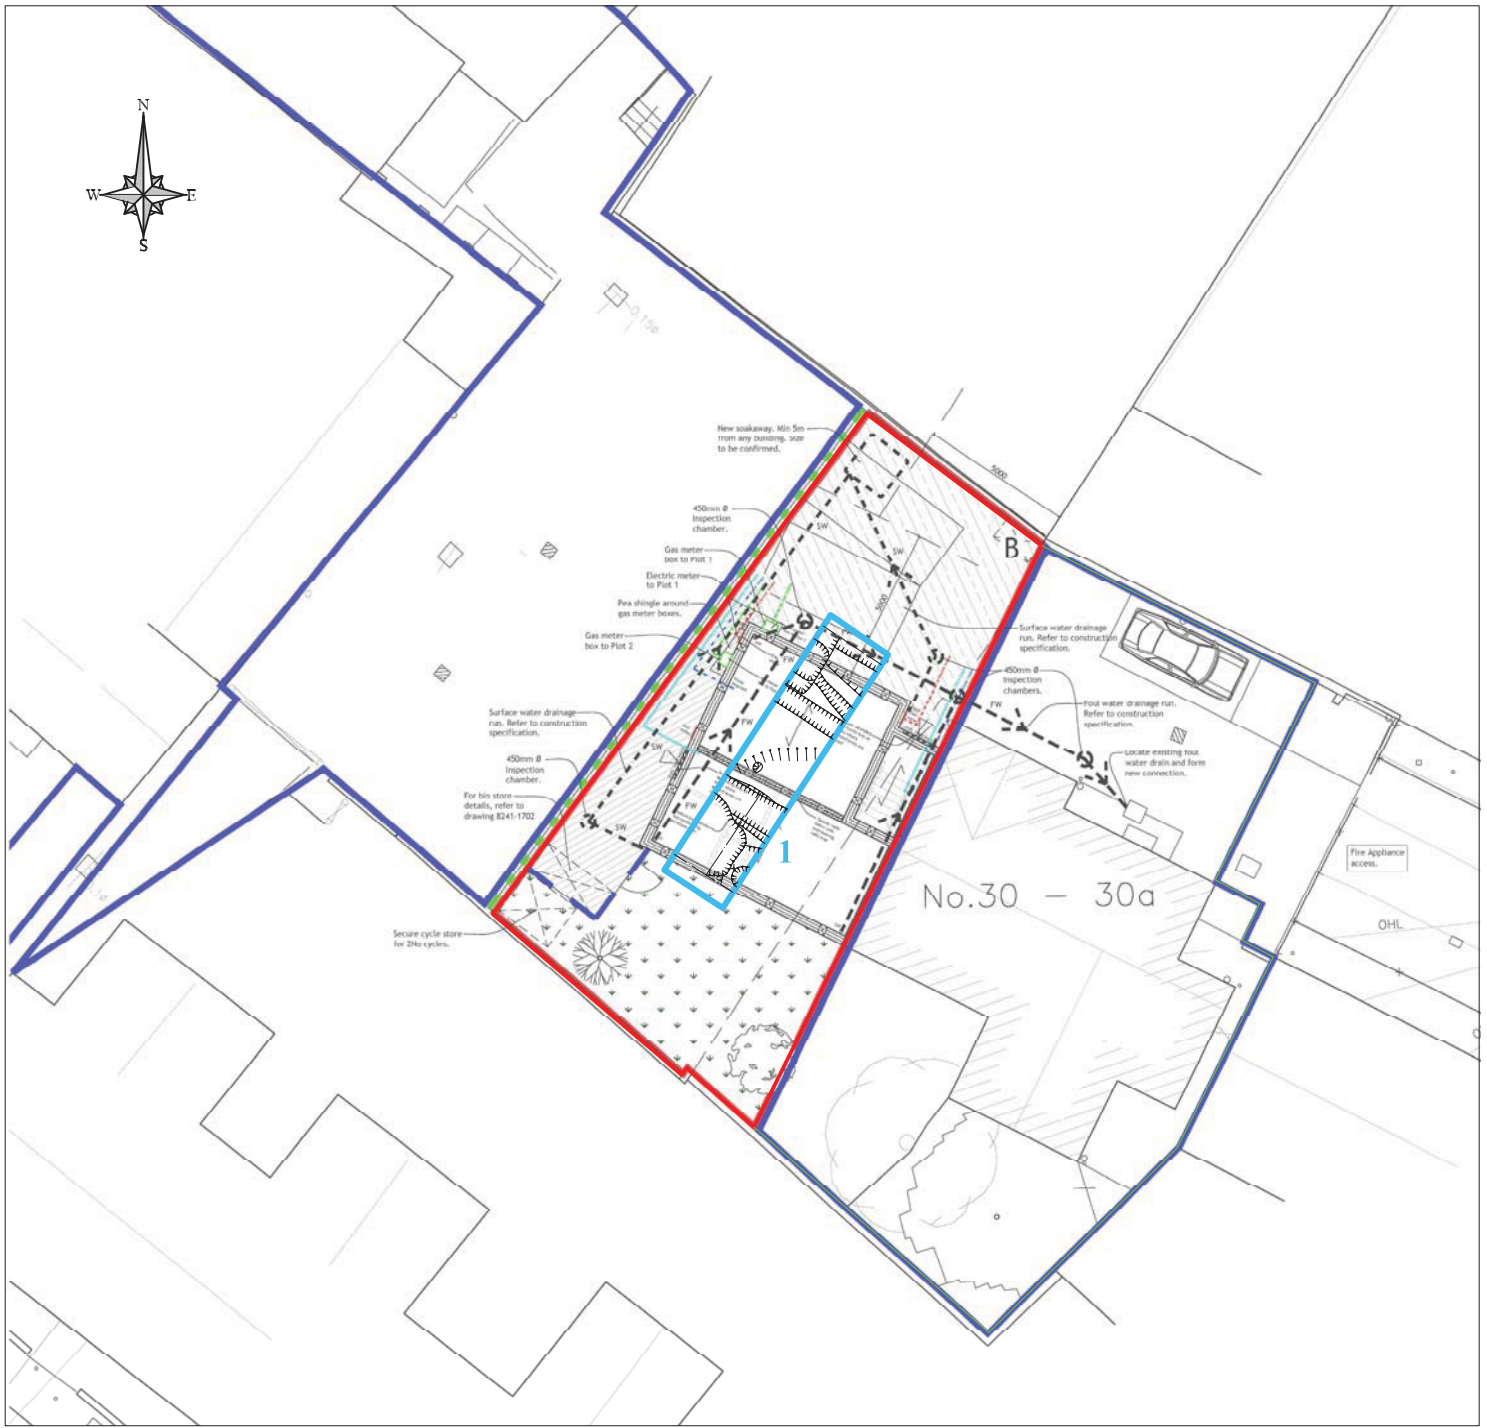 N
W
E
S
0.15ø
New soakaway. Min 5m
from any building. Size
to be confirmed.
5000
450mm Ø
Inspection
chamber.
SW
SW
B
Gas meter
box to Plot 1
Electric meter
to Plot 1
Pea shingle around
gas meter boxes.
5600
Gas meter
box to Plot 2
FW
FW
Surface water drainage
run. Refer to construction
specification.
450mm Ø
Inspection
chambers.
FW
Foul water drainage run.
Refer to construction
specification.
Locate existing foul
water drain and form
new connection.
Surface water drainage
run. Refer to construction
specification.
SW
FW
450mm Ø
Inspection
chamber.
For bin store
details, refer to
drawing 8241-1702
FW
SW
1
No.30 - 30a
Fire Appliance
access.
OHL
Secure cycle store
for 2No cycles.